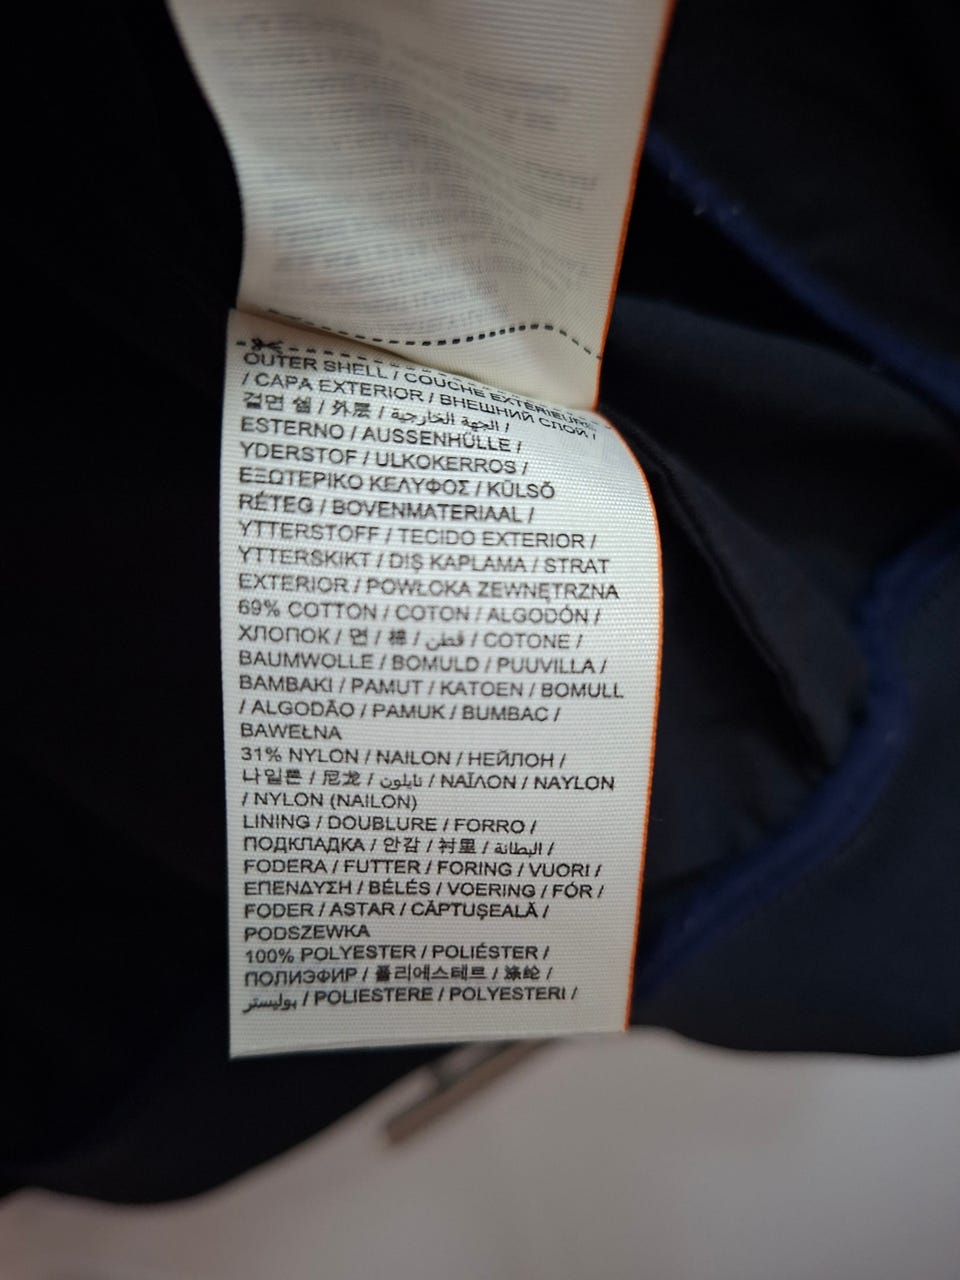 OUTER SHELL / COUCHE EXTÉRIEURE
/ CAPA EXTERIOR / ВНЕШНИЙ СЛОЙ /
겉면 쉘 / 外层 / الجهة الخارجية /
ESTERNO / AUSSENHÜLLE /
YDERSTOF / ULKOKERROS /
ΕΞΩΤΕΡΙΚΟ ΚΕΛΥΦΟΣ / KÜLSŐ
RÉTEG / BOVENMATERIAAL /
YTTERSTOFF / TECIDO EXTERIOR /
YTTERSKIKT / DIŞ KAPLAMA / STRAT
EXTERIOR / POWŁOKA ZEWNĘTRZNA
69% COTTON / COTON / ALGODÓN /
ХЛОПОК / 면 / 棉 / قطن / COTONE /
BAUMWOLLE / BOMULD / PUUVILLA /
ΒΑΜΒΑΚΙ / PAMUT / KATOEN / BOMULL
/ ALGODÃO / PAMUK / BUMBAC /
BAWEŁNA
31% NYLON / NAILON / НЕЙЛОН /
나일론 / 尼龙 / نايلون / ΝΑΪΛΟΝ / NAYLON
/ NYLON (NAILON)
LINING / DOUBLURE / FORRO /
ПОДКЛАДКА / 안감 / 衬里 / البطانة /
FODERA / FUTTER / FORING / VUORI /
ΕΠΕΝΔΥΣΗ / BÉLÉS / VOERING / FÓR /
FODER / ASTAR / CĂPTUȘEALĂ /
PODSZEWKA
100% POLYESTER / POLIÉSTER /
ПОЛИЭФИР / 폴리에스테르 / 涤纶 /
بوليستر / POLIESTERE / POLYESTERI /